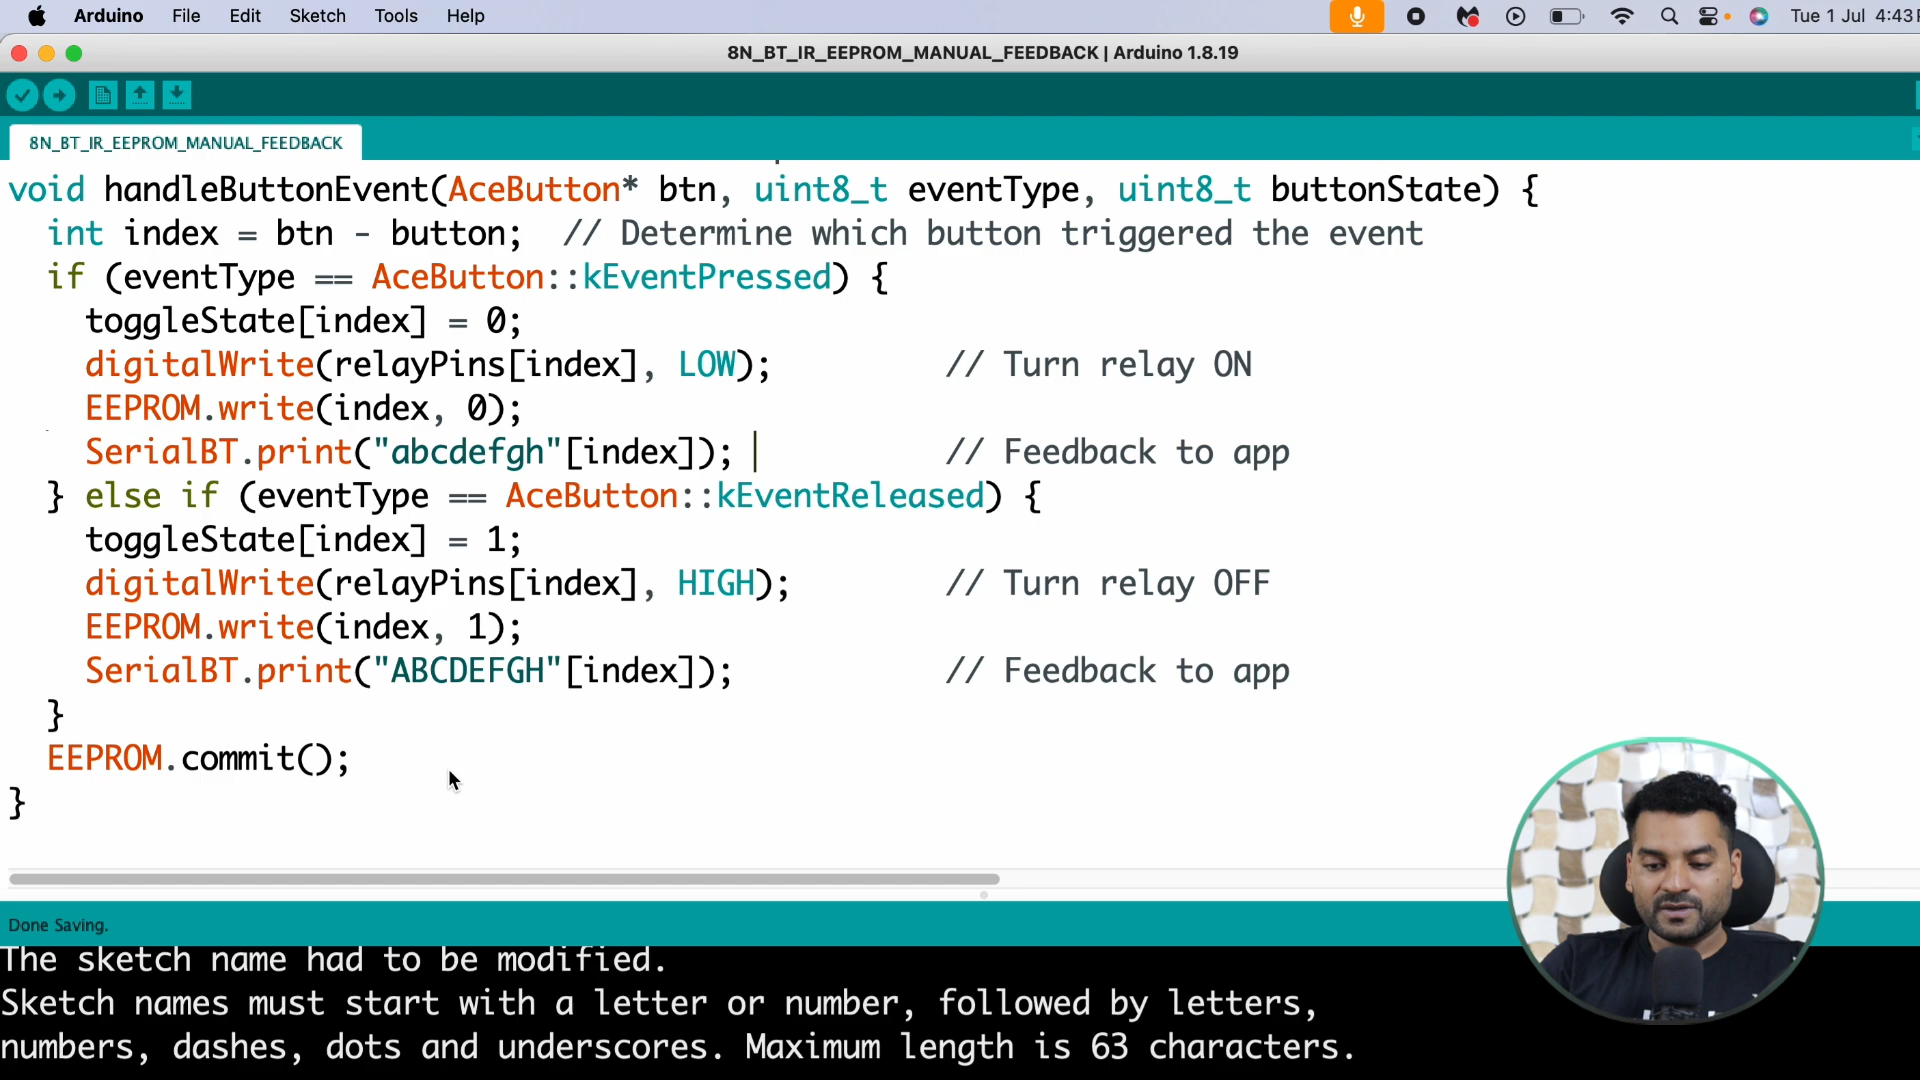 Arduino File Edit Sketch Tools Help Tue 1 Jul 4:43
8N_BT_IR_EEPROM_MANUAL_FEEDBACK | Arduino 1.8.19
8N_BT_IR_EEPROM_MANUAL_FEEDBACK
void handleButtonEvent(AceButton* btn, uint8_t eventType, uint8_t buttonState) {
int index = btn - button; // Determine which button triggered the event
if (eventType == AceButton::kEventPressed) {
toggleState[index] = 0;
digitalWrite(relayPins[index], LOW); // Turn relay ON
EEPROM.write(index, 0);
SerialBT.print("abcdefgh"[index]); // Feedback to app
} else if (eventType == AceButton::kEventReleased) {
toggleState[index] = 1;
digitalWrite(relayPins[index], HIGH); // Turn relay OFF
EEPROM.write(index, 1);
SerialBT.print("ABCDEFGH"[index]); // Feedback to app
}
EEPROM.commit();
}
Done Saving.
The sketch name had to be modified.
Sketch names must start with a letter or number, followed by letters,
numbers, dashes, dots and underscores. Maximum length is 63 characters.